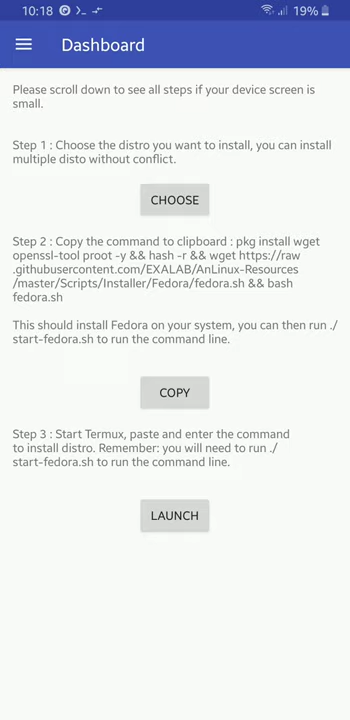 10:18 19%
Dashboard
Please scroll down to see all steps if your device screen is
small.
Step 1 : Choose the distro you want to install, you can install
multiple disto without conflict.
CHOOSE
Step 2 : Copy the command to clipboard : pkg install wget
openssl-tool proot -y && hash -r && wget https://raw
.githubusercontent.com/EXALAB/AnLinux-Resources
/master/Scripts/Installer/Fedora/fedora.sh && bash
fedora.sh
This should install Fedora on your system, you can then run ./
start-fedora.sh to run the command line.
COPY
Step 3 : Start Termux, paste and enter the command
to install distro. Remember: you will need to run ./
start-fedora.sh to run the command line.
LAUNCH